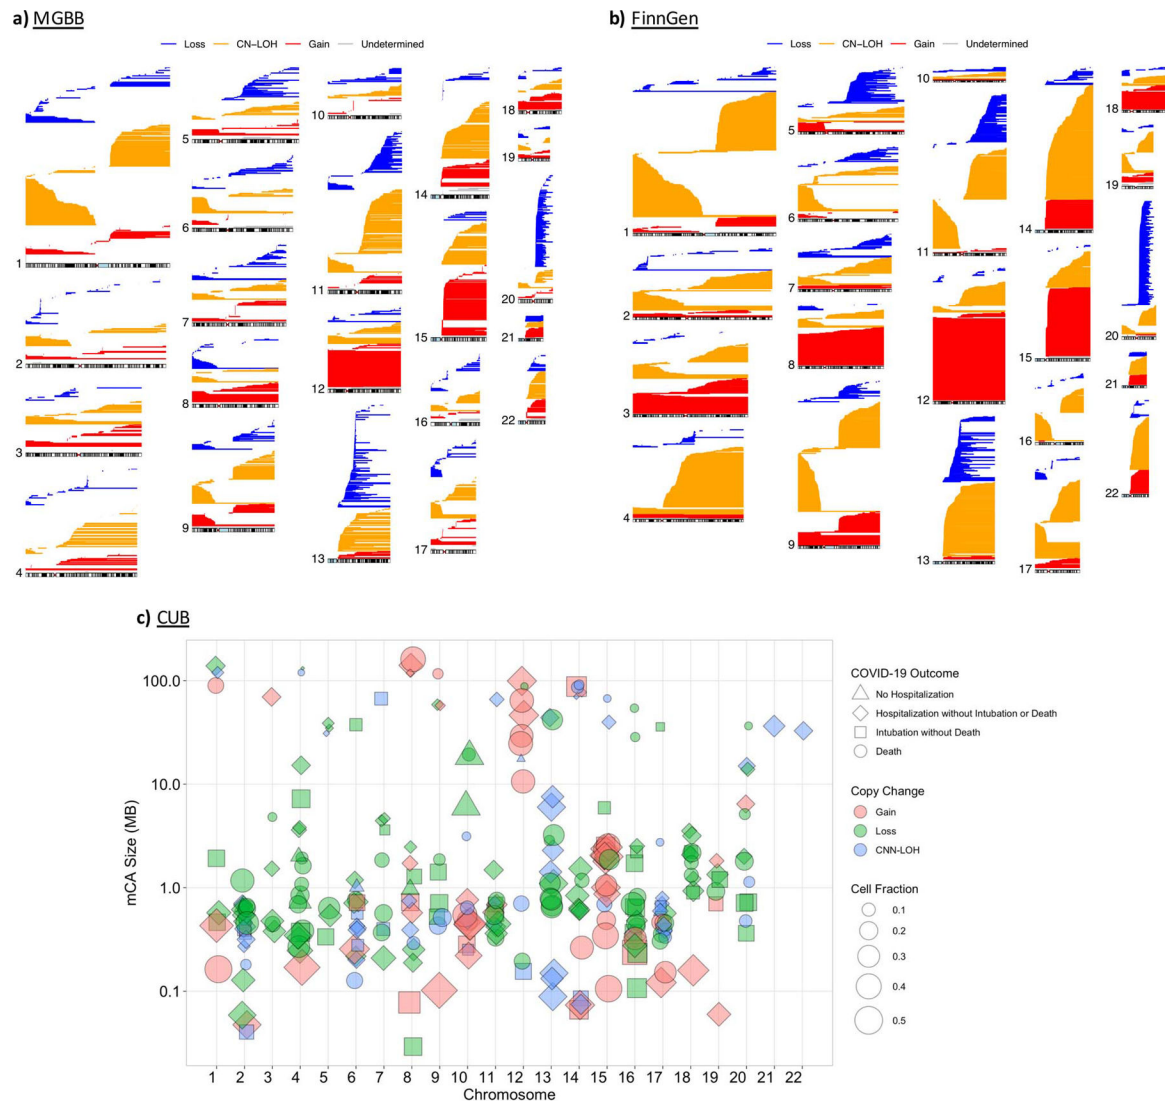 a) MGBB
Loss CN-LOH Gain Undetermined
1
2
3
4
5
6
7
8
9
10
11
12
13
14
15
16
17
18
19
20
21
22
b) FinnGen
Loss CN-LOH Gain Undetermined
1
2
3
4
5
6
7
8
9
10
11
12
13
14
15
16
17
18
19
20
21
22
c) CUB
mCA Size (MB)
100.0
10.0
1.0
0.1
1 2 3 4 5 6 7 8 9 10 11 12 13 14 15 16 17 18 19 20 21 22
Chromosome
COVID-19 Outcome
No Hospitalization
Hospitalization without Intubation or Death
Intubation without Death
Death
Copy Change
Gain
Loss
CNN-LOH
Cell Fraction
0.1
0.2
0.3
0.4
0.5